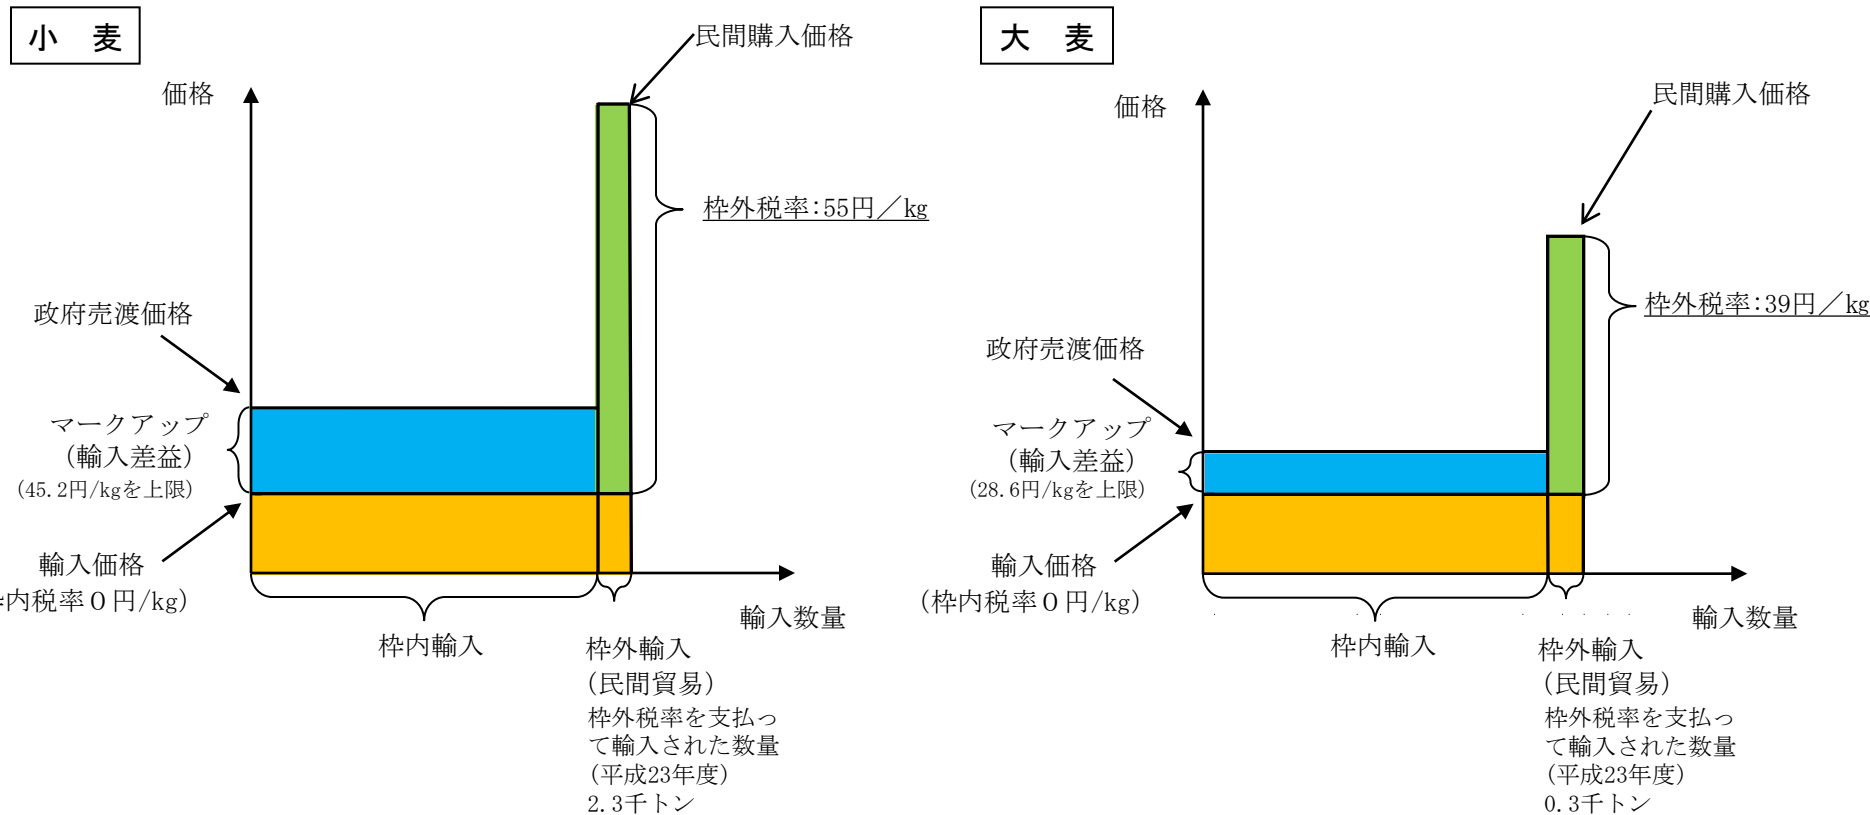 小　麦
民間購入価格
価格
枠外税率:55円／kg
政府売渡価格
マークアップ
（輸入差益）
（45.2円/kgを上限）
輸入価格
内税率０円/kg）
輸入数量
枠内輸入
枠外輸入
（民間貿易）
枠外税率を支払っ
て輸入された数量
（平成23年度）
2.3千トン
大　麦
民間購入価格
価格
枠外税率:39円／kg
政府売渡価格
マークアップ
（輸入差益）
（28.6円/kgを上限）
輸入価格
（枠内税率０円/kg）
輸入数量
枠内輸入
枠外輸入
（民間貿易）
枠外税率を支払っ
て輸入された数量
（平成23年度）
0.3千トン